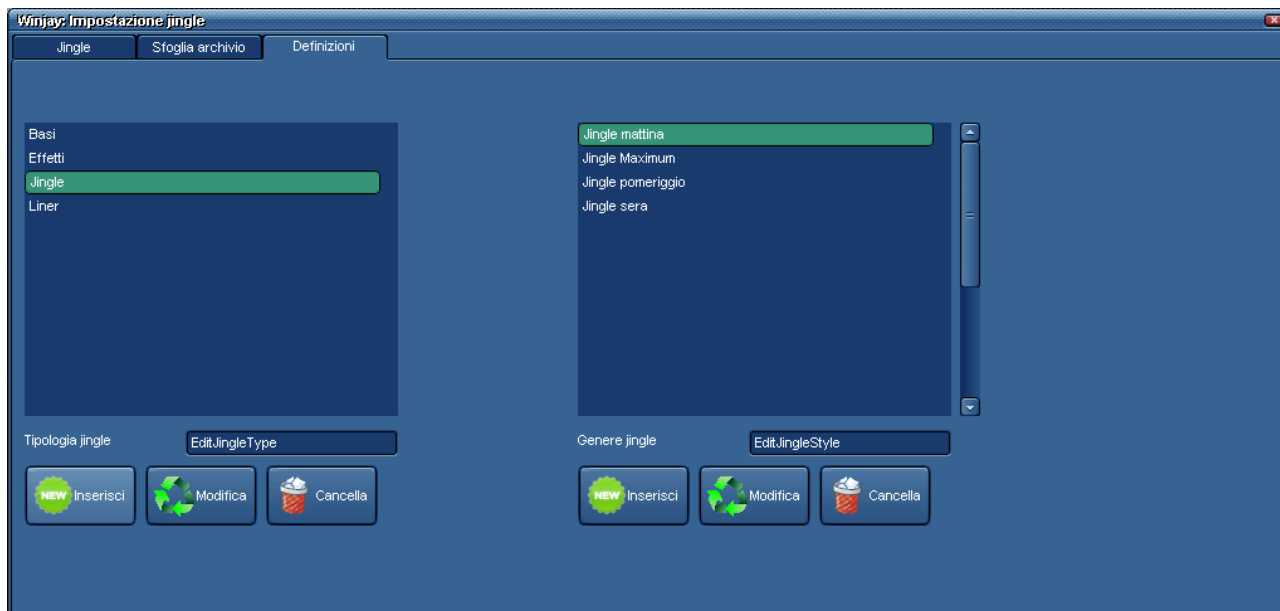 Winjay: Impostazione jingle
Jingle
Sfoglia archivio
Definizioni
Basi
Effetti
Jingle
Liner
Jingle mattina
Jingle Maximum
Jingle pomeriggio
Jingle sera
Tipologia jingle
EditJingleType
Genere jingle
EditJingleStyle
NEW Inserisci
Modifica
Cancella
NEW Inserisci
Modifica
Cancella